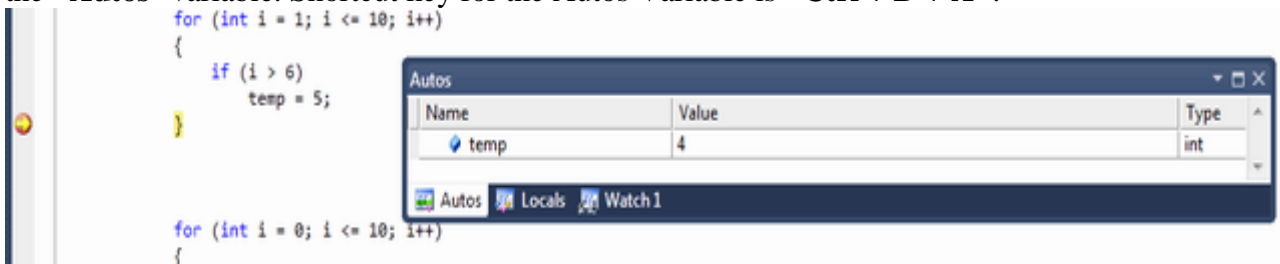 for (int i = 1; i <= 10; i++)
{
if (i > 6)
temp = 5;
}
Autos
Name Value Type
temp 4 int
Autos Locals Watch 1
for (int i = 0; i <= 10; i++)
{